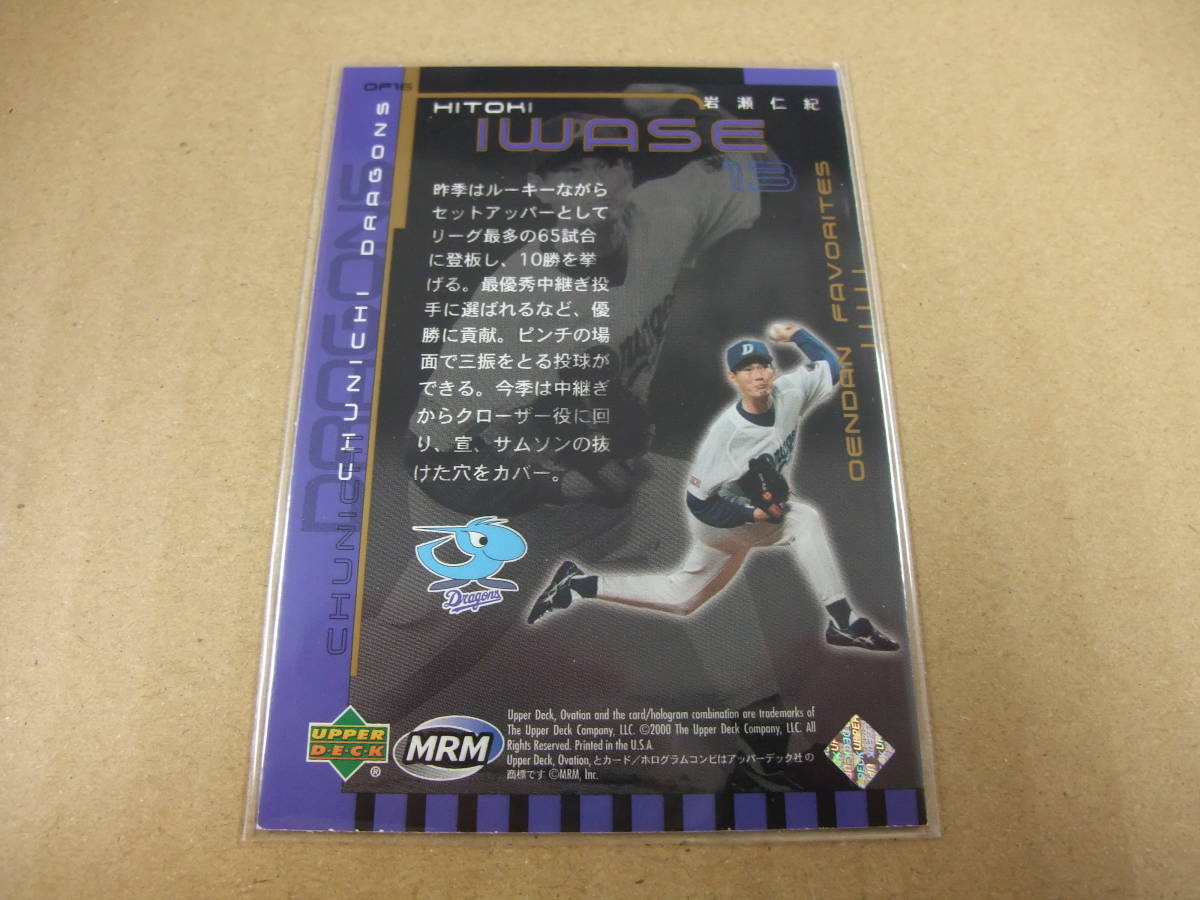 OF16
HITOKI
岩瀬仁紀
IWASE
13
CHUNICHI DRAGONS
CHUNICHI
DRAGONS
OENDAN FAVORITES
昨季はルーキーながら
セットアッパーとして
リーグ最多の65試合
に登板し、10勝を挙
げる。最優秀中継ぎ投
手に選ばれるなど、優
勝に貢献。ピンチの場
面で三振をとる投球が
できる。今季は中継ぎ
からクローザー役に回
り、宣、サムソンの抜
けた穴をカバー。
D
Dragons
UPPER
DECK
®
MRM
Upper Deck, Ovation and the card/hologram combination are trademarks of
The Upper Deck Company, LLC. ©2000 The Upper Deck Company, LLC. All
Rights Reserved. Printed in the U.S.A.
Upper Deck, Ovation, とカード／ホログラムコンビはアッパーデック社の
商標です ©MRM, Inc.